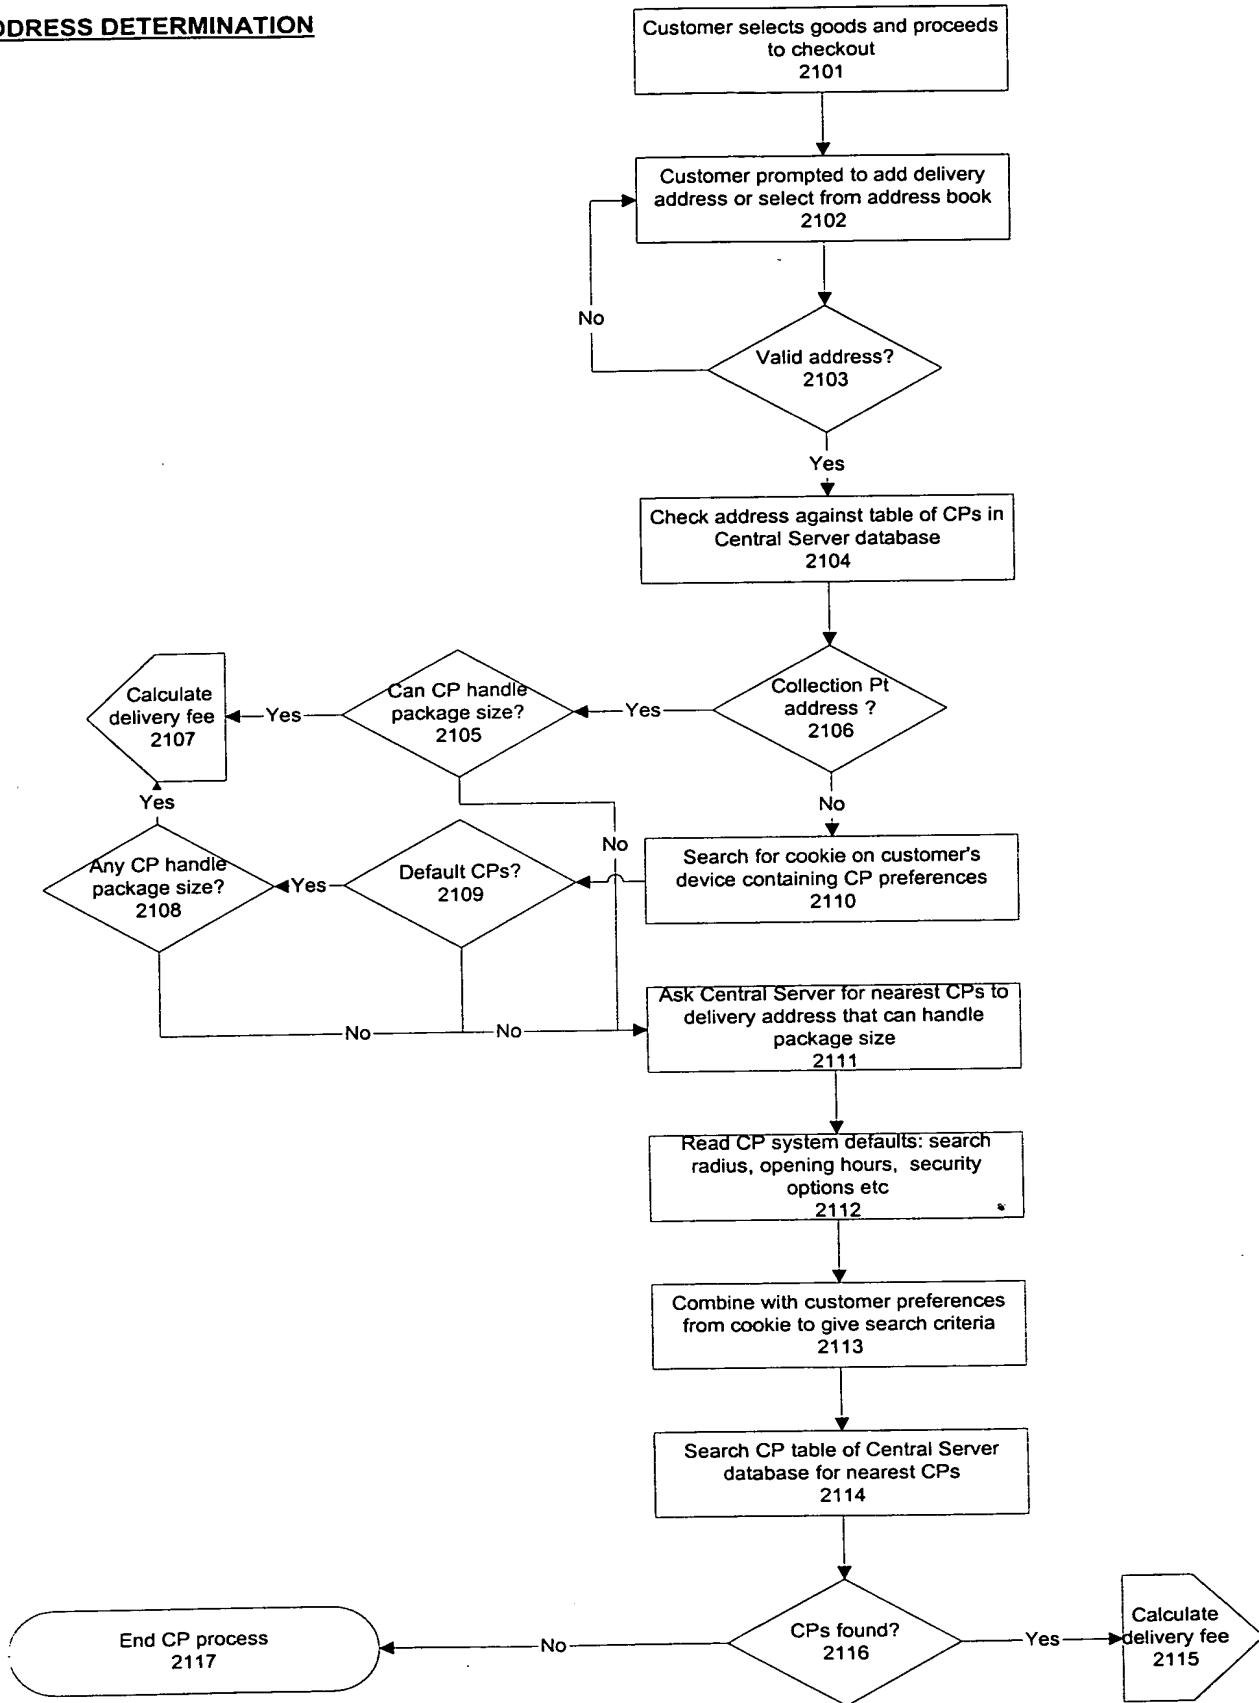 DDRESS DETERMINATION
Customer selects goods and proceeds
to checkout
2101
Customer prompted to add delivery
address or select from address book
2102
No
Valid address?
2103
Yes
Check address against table of CPs in
Central Server database
2104
Calculate
delivery fee
2107
Yes
Can CP handle
package size?
2105
Yes
Collection Pt
address ?
2106
Yes
No
No
Any CP handle
package size?
2108
Yes
Default CPs?
2109
Search for cookie on customer's
device containing CP preferences
2110
No
No
Ask Central Server for nearest CPs to
delivery address that can handle
package size
2111
Read CP system defaults: search
radius, opening hours, security
options etc
2112
Combine with customer preferences
from cookie to give search criteria
2113
Search CP table of Central Server
database for nearest CPs
2114
End CP process
2117
No
CPs found?
2116
Yes
Calculate
delivery fee
2115